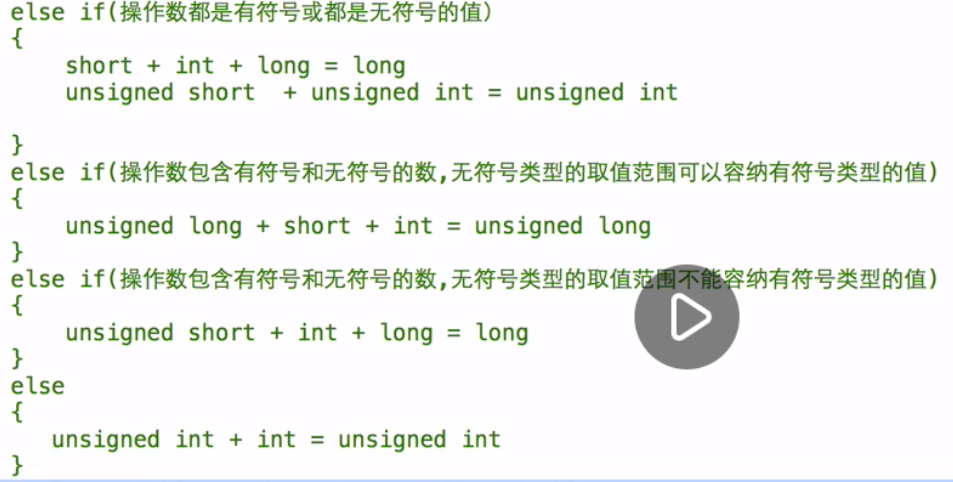 else if(操作数都是有符号或都是无符号的值)
{
short + int + long = long
unsigned short  + unsigned int = unsigned int
}
else if(操作数包含有符号和无符号的数,无符号类型的取值范围可以容纳有符号类型的值)
{
unsigned long + short + int = unsigned long
}
else if(操作数包含有符号和无符号的数,无符号类型的取值范围不能容纳有符号类型的值)
{
unsigned short + int + long = long
}
else
{
unsigned int + int = unsigned int
}